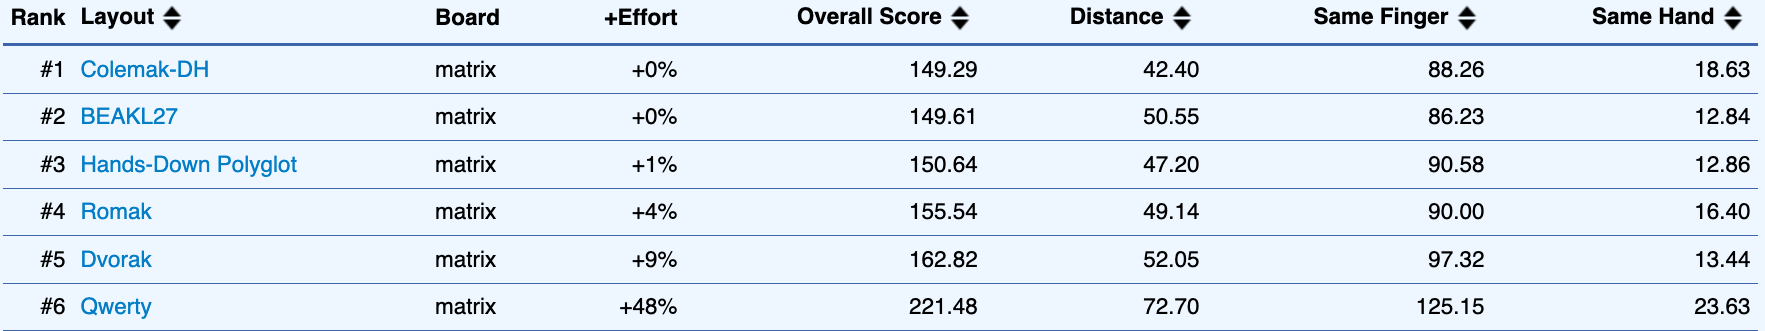 Rank Layout Board +Effort Overall Score Distance Same Finger Same Hand
#1 Colemak-DH matrix +0% 149.29 42.40 88.26 18.63
#2 BEAKL27 matrix +0% 149.61 50.55 86.23 12.84
#3 Hands-Down Polyglot matrix +1% 150.64 47.20 90.58 12.86
#4 Romak matrix +4% 155.54 49.14 90.00 16.40
#5 Dvorak matrix +9% 162.82 52.05 97.32 13.44
#6 Qwerty matrix +48% 221.48 72.70 125.15 23.63